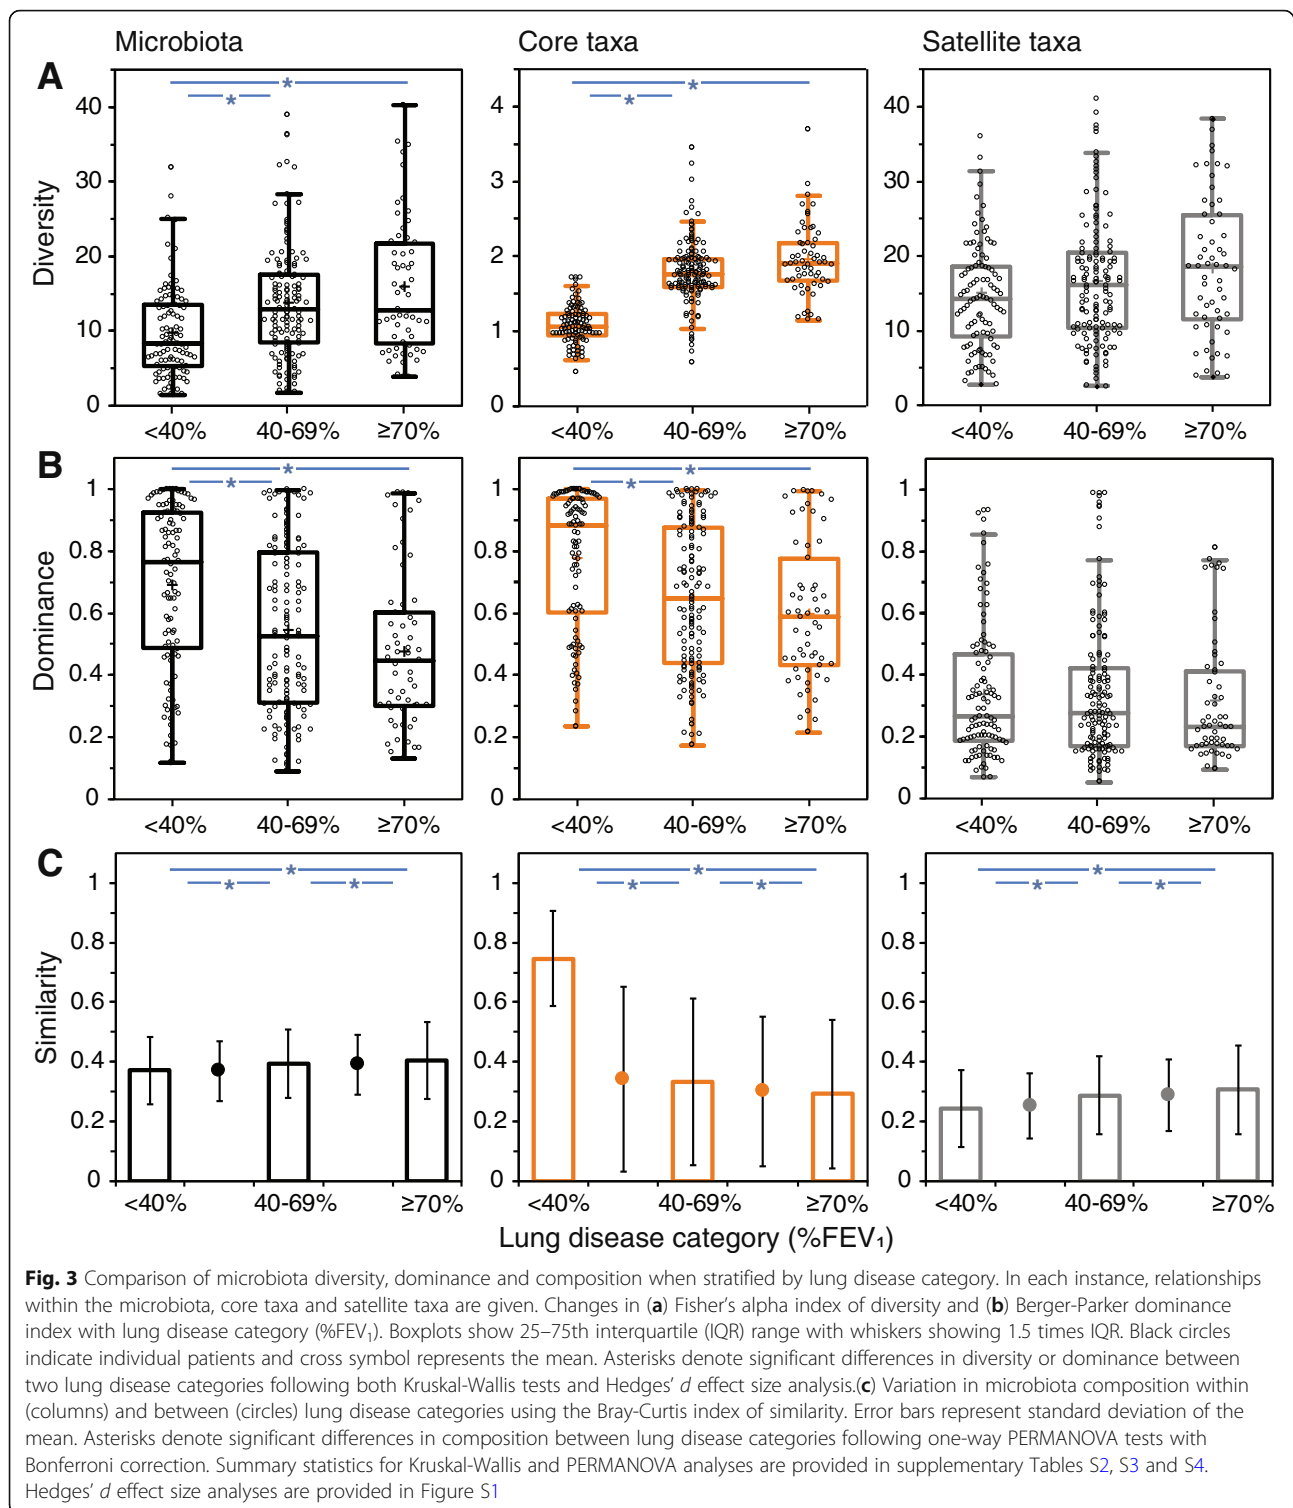 Microbiota Core taxa Satellite taxa
A
Diversity
40 30 20 10 0
* *
<40% 40-69% ≥70%
4 3 2 1 0
* *
<40% 40-69% ≥70%
40 30 20 10 0
<40% 40-69% ≥70%
B
Dominance
1 0.8 0.6 0.4 0.2 0
* *
<40% 40-69% ≥70%
1 0.8 0.6 0.4 0.2 0
* *
<40% 40-69% ≥70%
1 0.8 0.6 0.4 0.2 0
<40% 40-69% ≥70%
C
Similarity
1 0.8 0.6 0.4 0.2 0
* * *
<40% 40-69% ≥70%
1 0.8 0.6 0.4 0.2 0
* * *
<40% 40-69% ≥70%
1 0.8 0.6 0.4 0.2 0
* * *
<40% 40-69% ≥70%
Lung disease category (%FEV₁)
Fig. 3 Comparison of microbiota diversity, dominance and composition when stratified by lung disease category. In each instance, relationships
within the microbiota, core taxa and satellite taxa are given. Changes in (a) Fisher's alpha index of diversity and (b) Berger-Parker dominance
index with lung disease category (%FEV₁). Boxplots show 25–75th interquartile (IQR) range with whiskers showing 1.5 times IQR. Black circles
indicate individual patients and cross symbol represents the mean. Asterisks denote significant differences in diversity or dominance between
two lung disease categories following both Kruskal-Wallis tests and Hedges' d effect size analysis.(c) Variation in microbiota composition within
(columns) and between (circles) lung disease categories using the Bray-Curtis index of similarity. Error bars represent standard deviation of the
mean. Asterisks denote significant differences in composition between lung disease categories following one-way PERMANOVA tests with
Bonferroni correction. Summary statistics for Kruskal-Wallis and PERMANOVA analyses are provided in supplementary Tables S2, S3 and S4.
Hedges' d effect size analyses are provided in Figure S1